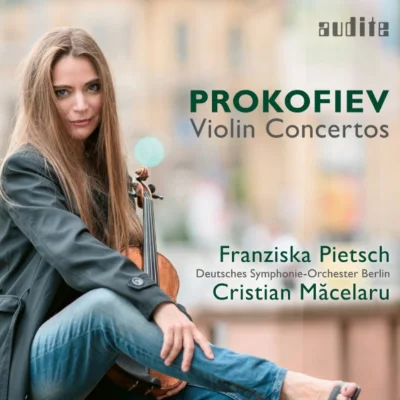 audite
PROKOFIEV
Violin Concertos
Franziska Pietsch
Deutsches Symphonie-Orchester Berlin
Cristian Măcelaru